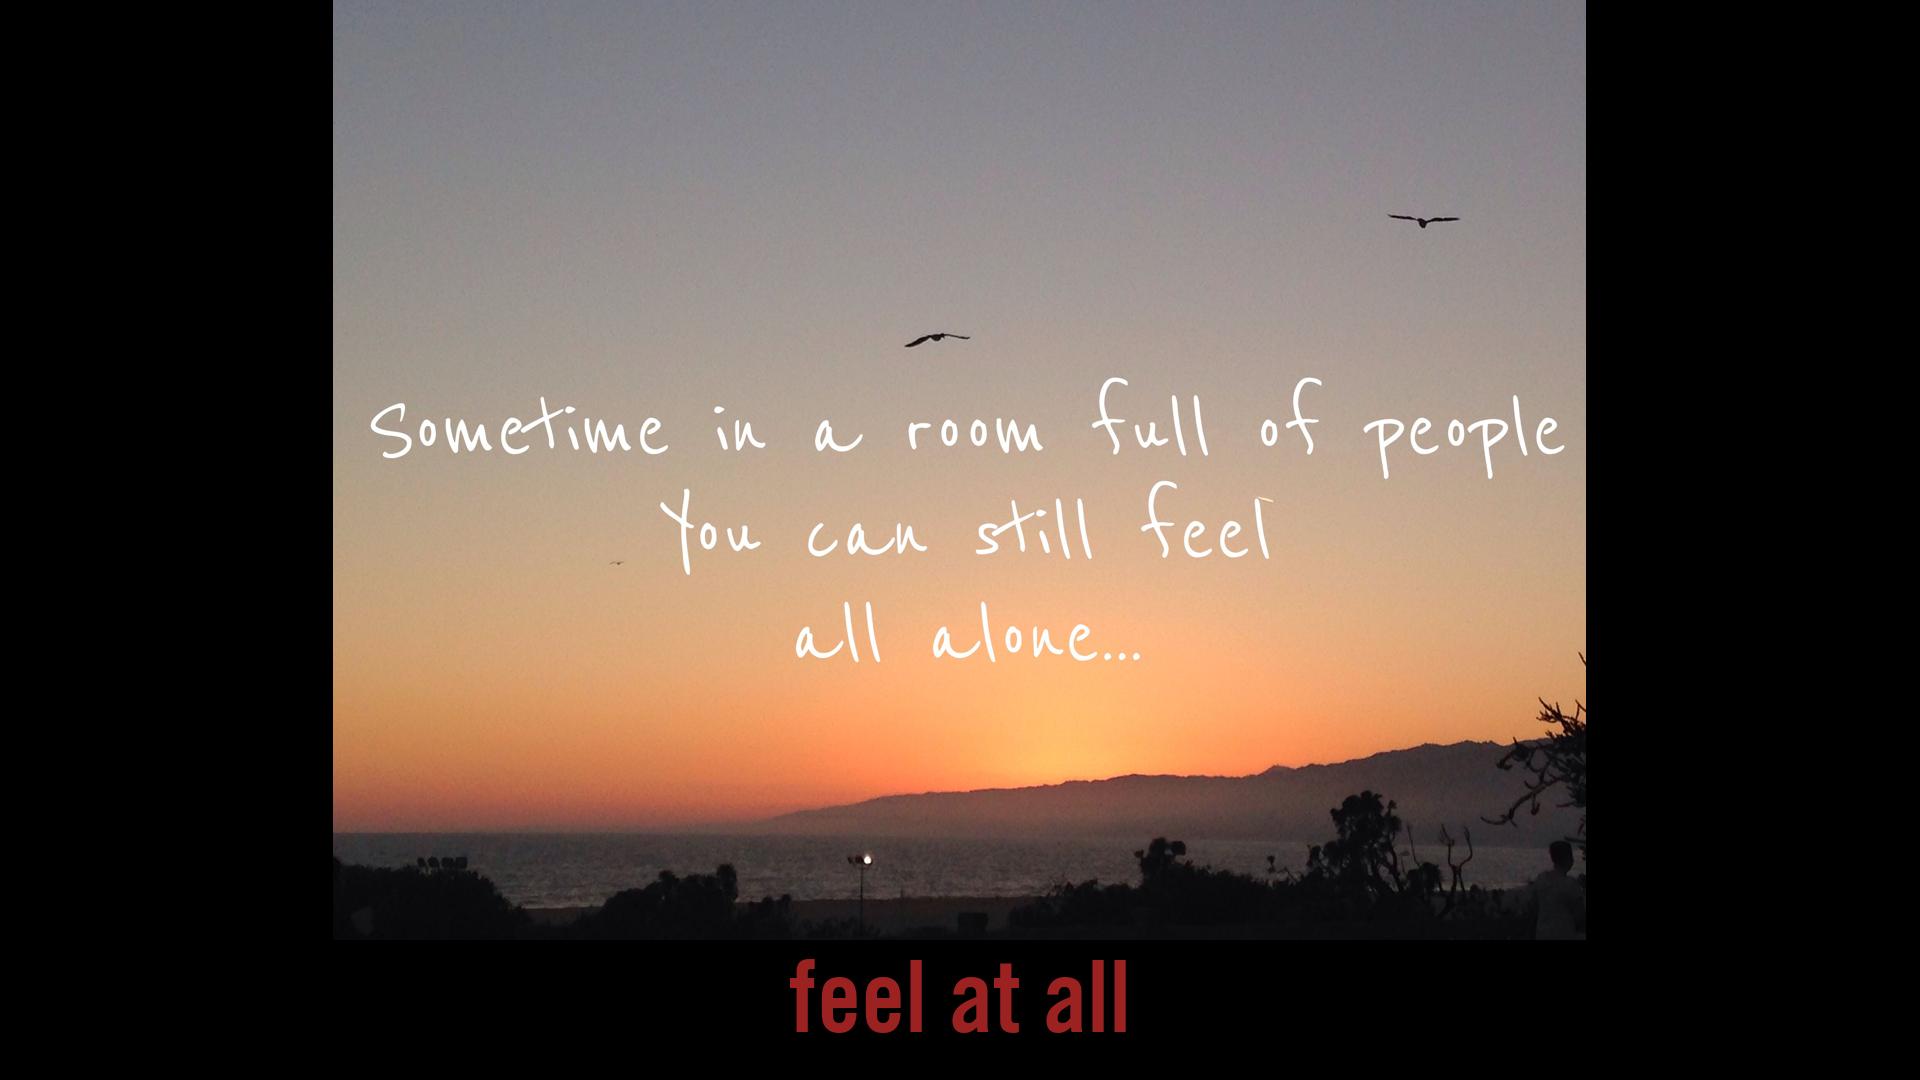 Sometime in a room full of people
You can still feel
all alone...
feel at all